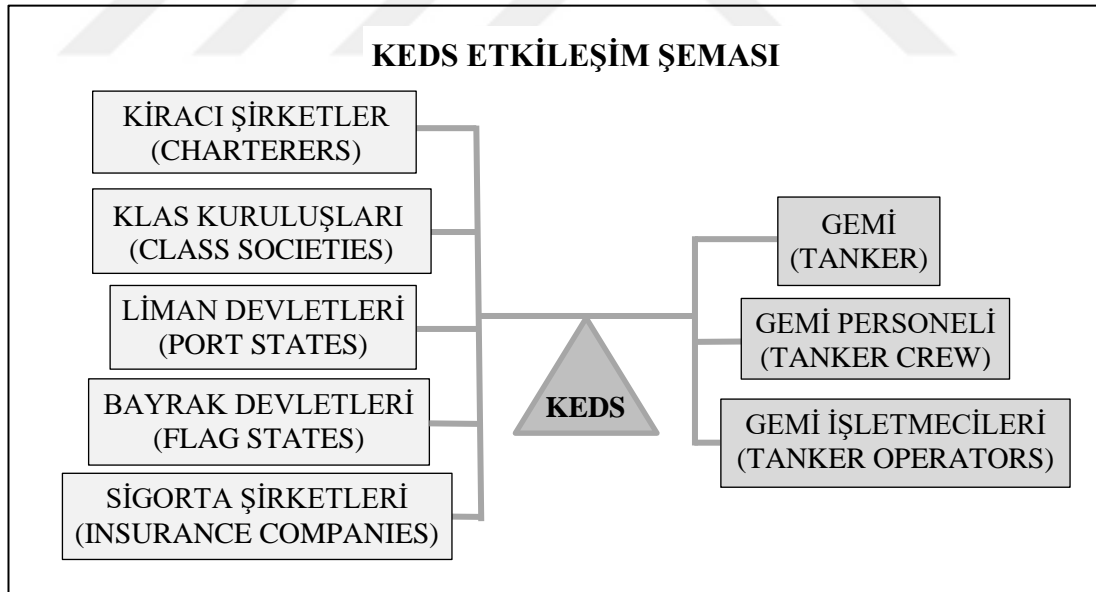 KEDS ETKİLEŞİM ŞEMASI
KİRACI ŞİRKETLER
(CHARTERERS)
KLAS KURULUŞLARI
(CLASS SOCIETIES)
LİMAN DEVLETLERİ
(PORT STATES)
BAYRAK DEVLETLERİ
(FLAG STATES)
SİGORTA ŞİRKETLERİ
(INSURANCE COMPANIES)
KEDS
GEMİ
(TANKER)
GEMİ PERSONELİ
(TANKER CREW)
GEMİ İŞLETMECİLERİ
(TANKER OPERATORS)